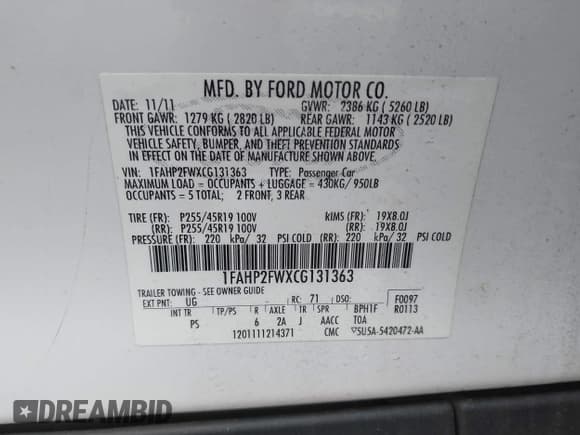 MFD. BY FORD MOTOR CO.
DATE: 11/11 GVWR: 2386 KG ( 5260 LB)
FRONT GAWR: 1279 KG ( 2820 LB) REAR GAWR: 1143 KG ( 2520 LB)
THIS VEHICLE CONFORMS TO ALL APPLICABLE FEDERAL MOTOR
VEHICLE SAFETY, BUMPER, AND THEFT PREVENTION STANDARDS
IN EFFECT ON THE DATE OF MANUFACTURE SHOWN ABOVE.
VIN: 1FAHP2FWXCG131363 TYPE: Passenger Car
MAXIMUM LOAD = OCCUPANTS + LUGGAGE = 430KG/ 950LB
OCCUPANTS = 5 TOTAL; 2 FRONT, 3 REAR
TIRE (FR): P255/45R19 100V RIMS (FR): 19X8.0J
(RR): P255/45R19 100V (RR): 19X8.0J
PRESSURE (FR): 220 kPa/ 32 PSI COLD (RR): 220 kPa/ 32 PSI COLD
1FAHP2FWXCG131363
TRAILER TOWING - SEE OWNER GUIDE
EXT PNT: UG RC: 71 DSO: F0097
INT TR TP/PS R AXLE TR SPR BPH1F R0113
PS 6 2A J AACC TOA
1201111214371 CMC 5U5A-5420472-AA
DREAMBID